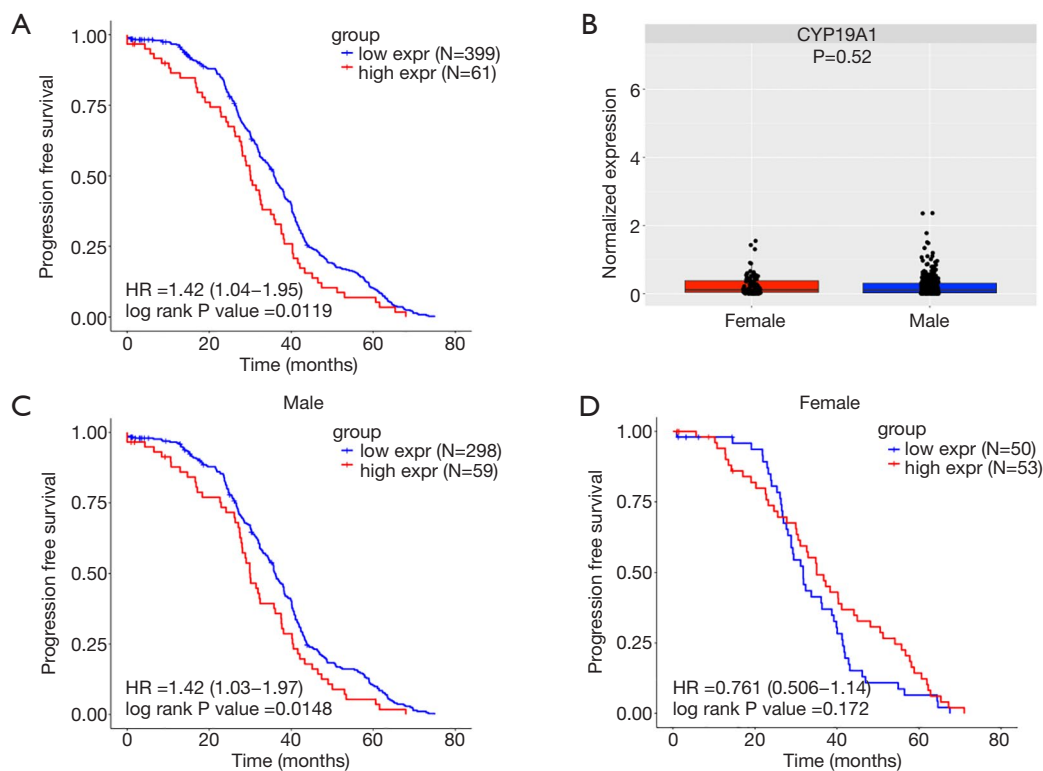 A
1.00
0.75
0.50
0.25
0.00
Progression free survival
group
low expr (N=399)
high expr (N=61)
HR =1.42 (1.04–1.95)
log rank P value =0.0119
0 20 40 60 80
Time (months)
B
CYP19A1
P=0.52
6
4
2
0
Normalized expression
Female Male
C
Male
1.00
0.75
0.50
0.25
0.00
Progression free survival
group
low expr (N=298)
high expr (N=59)
HR =1.42 (1.03–1.97)
log rank P value =0.0148
0 20 40 60 80
Time (months)
D
Female
1.00
0.75
0.50
0.25
0.00
Progression free survival
group
low expr (N=50)
high expr (N=53)
HR =0.761 (0.506–1.14)
log rank P value =0.172
0 20 40 60 80
Time (months)